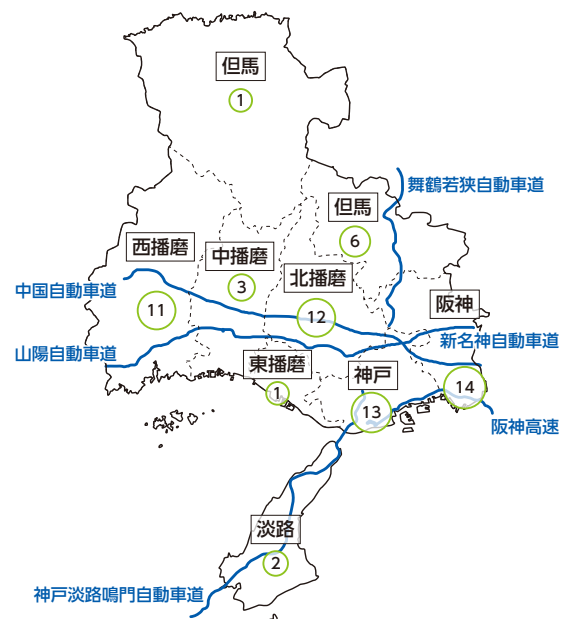 但馬
1
舞鶴若狭自動車道
但馬
6
西播磨
中播磨
3
北播磨
12
中国自動車道
11
阪神
新名神自動車道
山陽自動車道
東播磨
1
神戸
13
14
阪神高速
淡路
2
神戸淡路鳴門自動車道